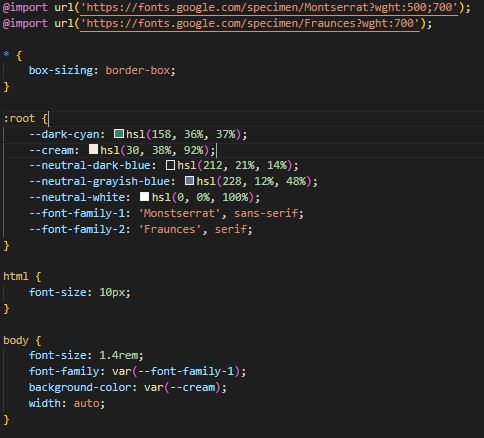 @import url('https://fonts.google.com/specimen/Montserrat?wght:500;700');
@import url('https://fonts.google.com/specimen/Fraunces?wght:700');
* {
box-sizing: border-box;
}
:root {
--dark-cyan: hsl(158, 36%, 37%);
--cream: hsl(30, 38%, 92%);
--neutral-dark-blue: hsl(212, 21%, 14%);
--neutral-grayish-blue: hsl(228, 12%, 48%);
--neutral-white: hsl(0, 0%, 100%);
--font-family-1: 'Monstserrat', sans-serif;
--font-family-2: 'Fraunces', serif;
}
html {
font-size: 10px;
}
body {
font-size: 1.4rem;
font-family: var(--font-family-1);
background-color: var(--cream);
width: auto;
}